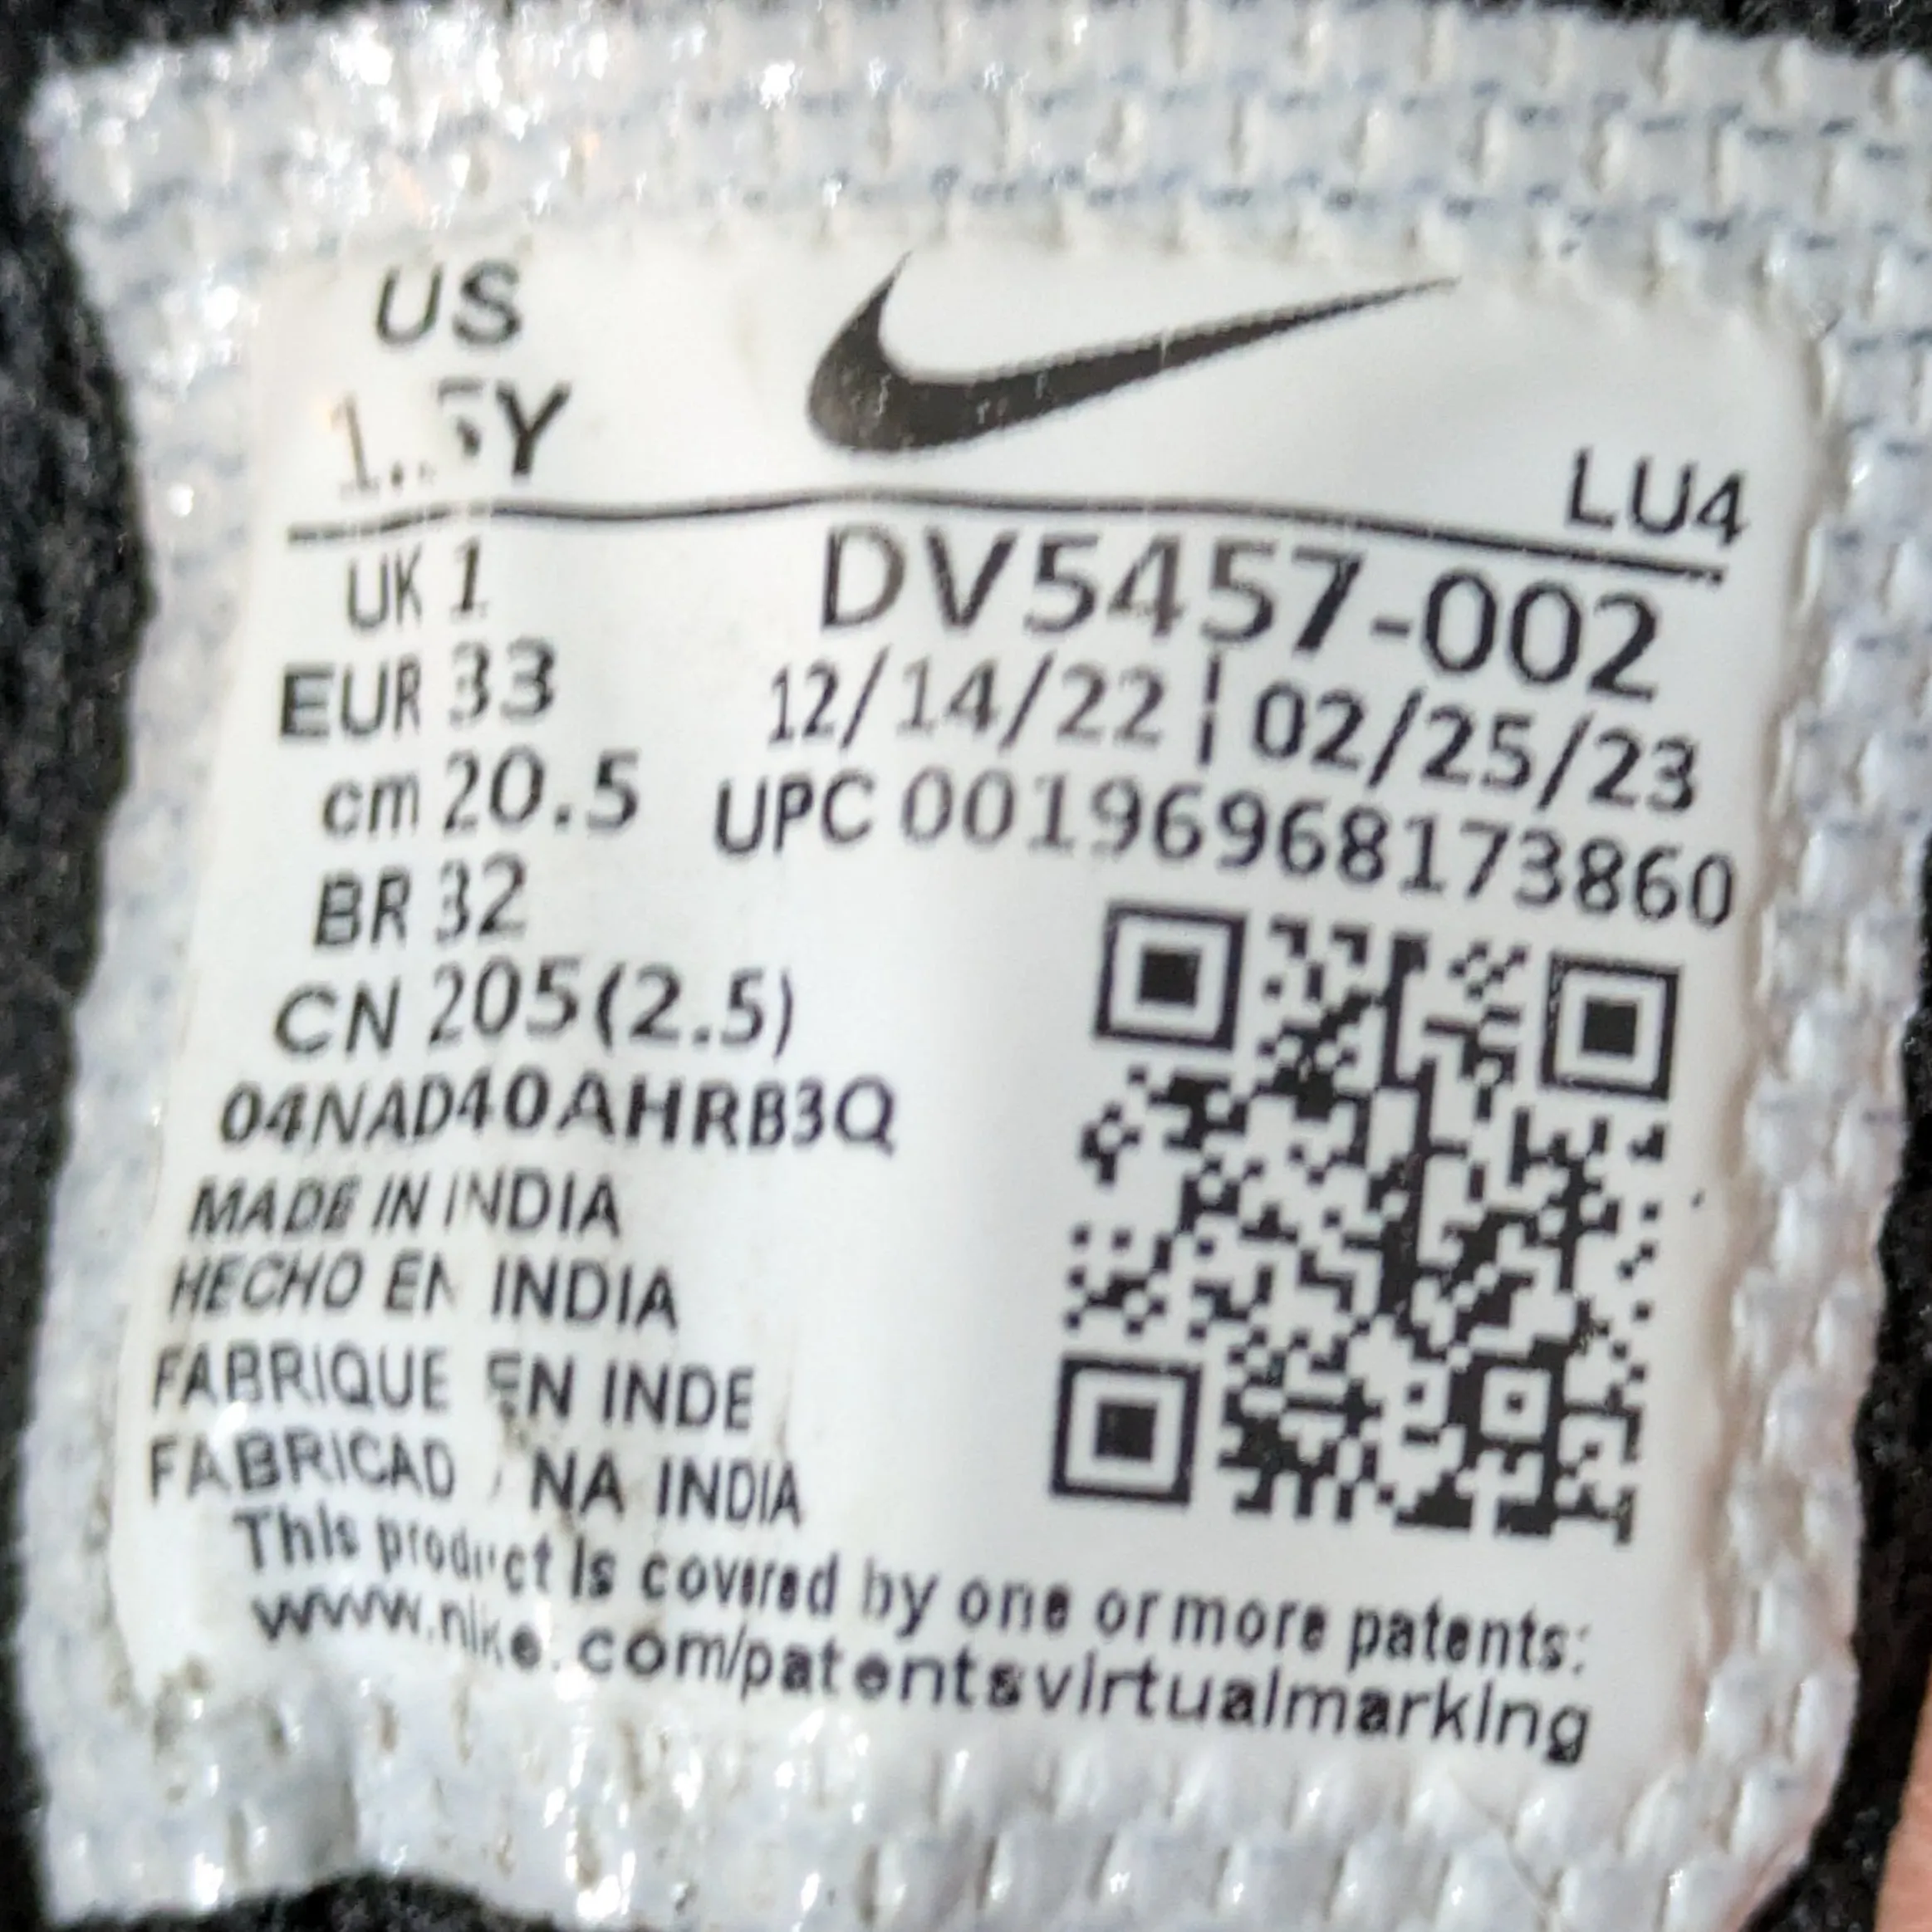 US
1.5Y
LU4
UK 1
DV5457-002
EUR 33
12/14/22 | 02/25/23
cm 20.5
UPC 00196968173860
BR 32
CN 205(2.5)
04NAD40AHRB3Q
MADE IN INDIA
HECHO EN INDIA
FABRIQUE EN INDE
FABRICADO NA INDIA
This product is covered by one or more patents:
www.nike.com/patentsvirtualmarking